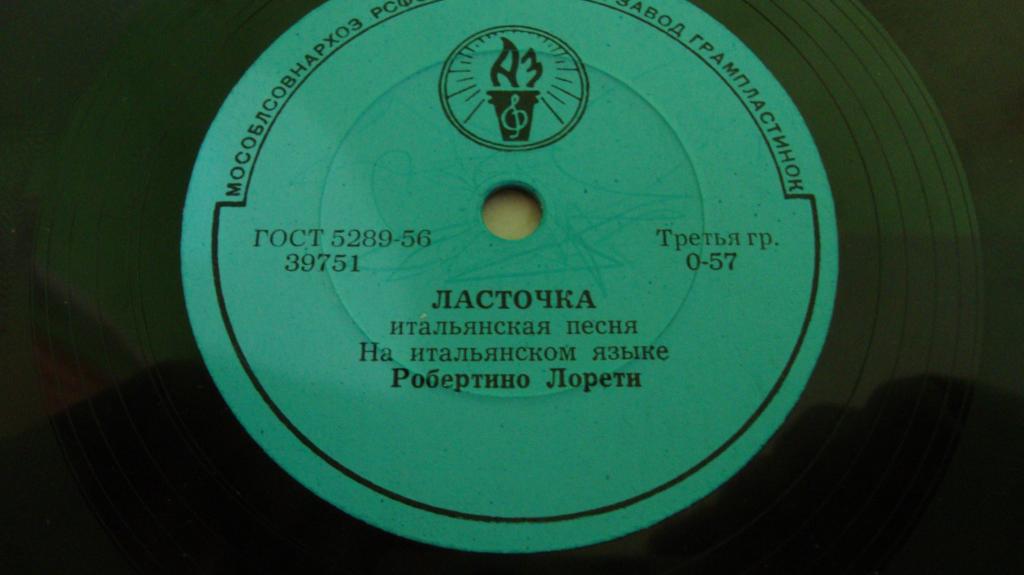 МОСОБЛСОВНАРХОЗ ЗАВОД ГРАМПЛАСТИНОК
АЗ
ГОСТ 5289-56
39751
Третья гр.
0-57
ЛАСТОЧКА
итальянская песня
На итальянском языке
Робертино Лорети